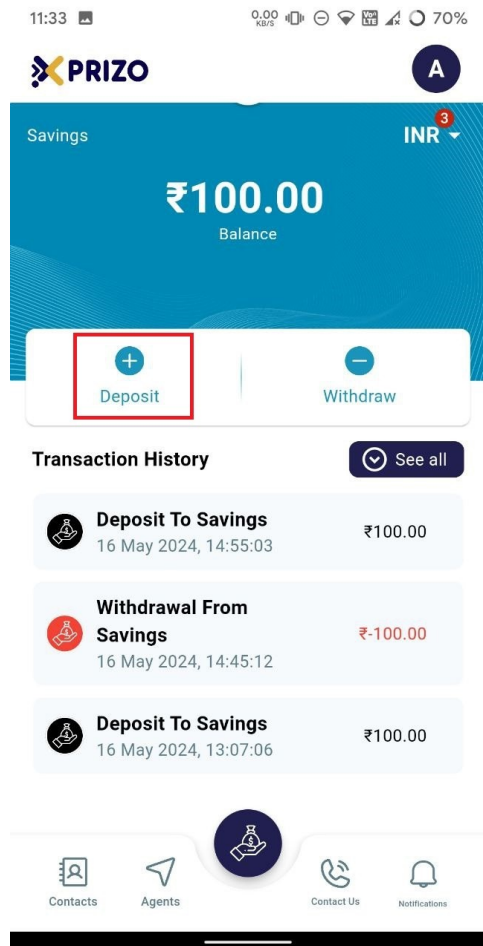 11:33 0.00 KB/S Vo) LTE 70%
PRIZO A
Savings INR 3
₹100.00
Balance
Deposit Withdraw
Transaction History See all
Deposit To Savings
16 May 2024, 14:55:03 ₹100.00
Withdrawal From
Savings ₹-100.00
16 May 2024, 14:45:12
Deposit To Savings
16 May 2024, 13:07:06 ₹100.00
Contacts Agents Contact Us Notifications